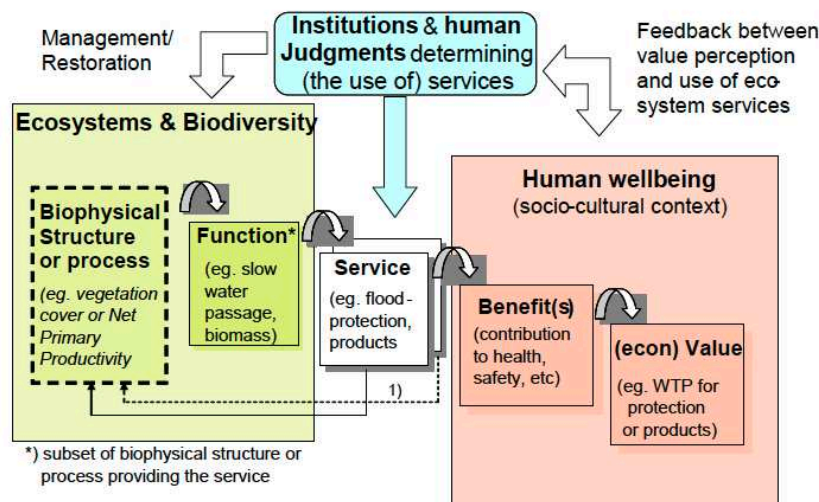 Management/
Restoration
Institutions & human
Judgments determining
(the use of) services
Feedback between
value perception
and use of eco-
system services
Ecosystems & Biodiversity
Biophysical
Structure
or process
(eg. vegetation
cover or Net
Primary
Productivity
Function*
(eg. slow
water
passage,
biomass)
Service
(eg. flood-
protection,
products
Human wellbeing
(socio-cultural context)
Benefit(s)
(contribution
to health,
safety, etc)
(econ) Value
(eg. WTP for
protection
or products)
1)
*) subset of biophysical structure or
process providing the service